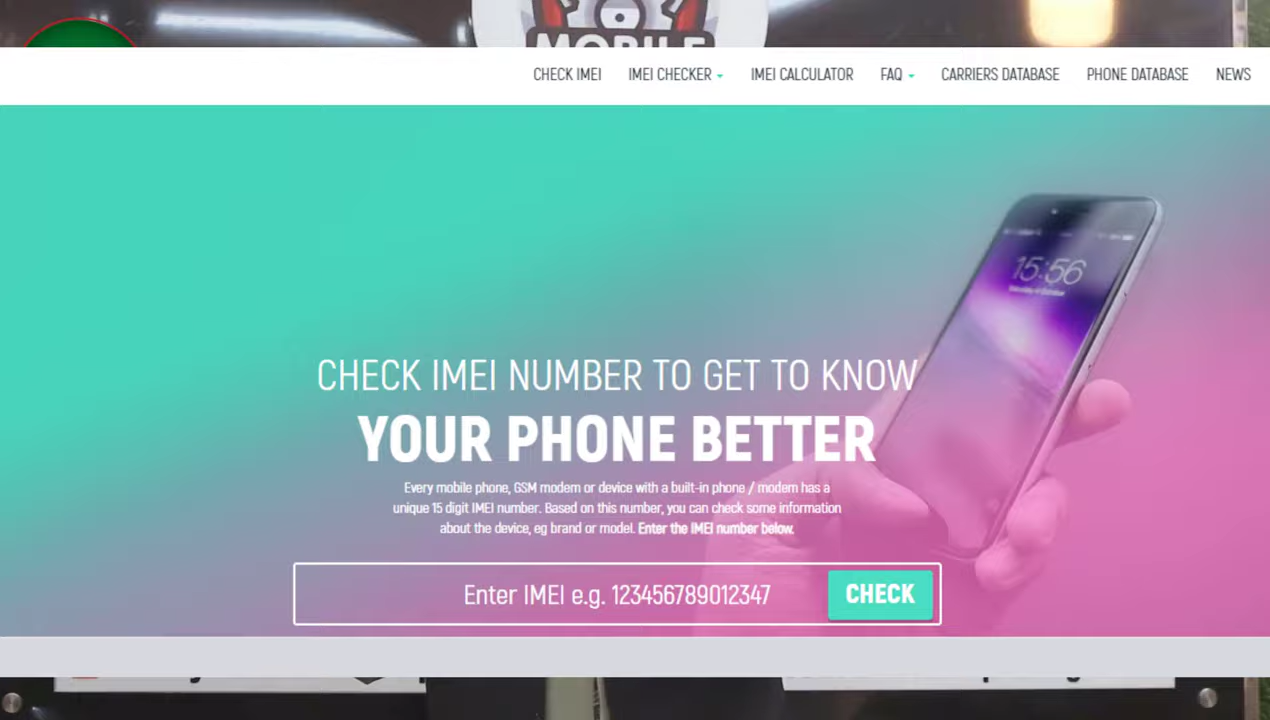 MOBILE
CHECK IMEI IMEI CHECKER IMEI CALCULATOR FAQ CARRIERS DATABASE PHONE DATABASE NEWS
15:56
CHECK IMEI NUMBER TO GET TO KNOW
YOUR PHONE BETTER
Every mobile phone, GSM modem or device with a built-in phone / modem has a
unique 15 digit IMEI number. Based on this number, you can check some information
about the device, eg brand or model. Enter the IMEI number below.
Enter IMEI e.g. 123456789012347
CHECK